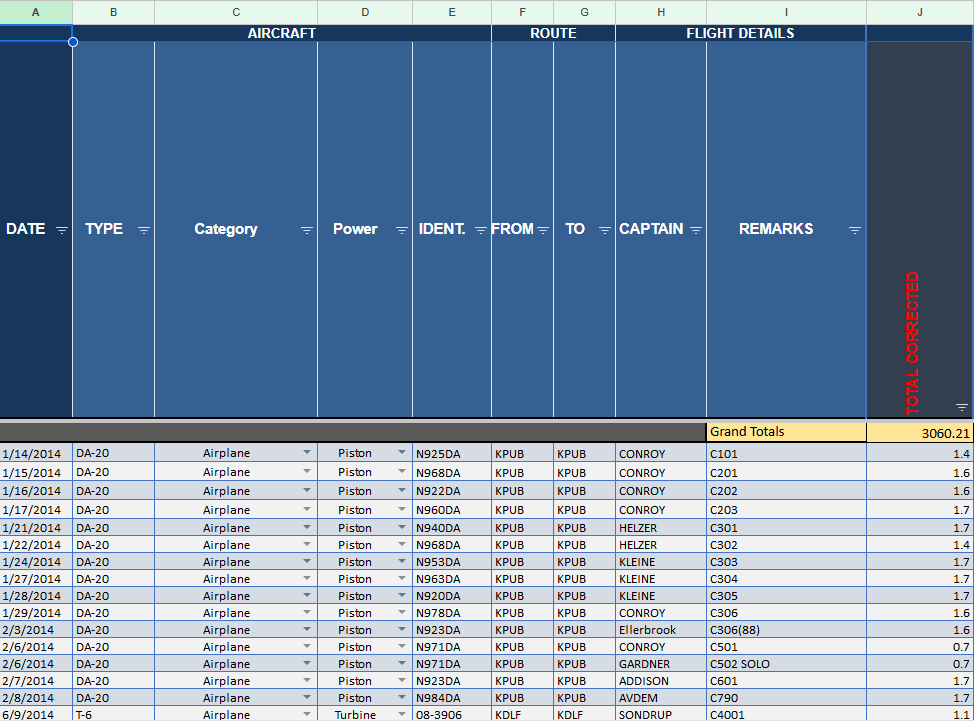 A B C D E F G H I J
AIRCRAFT ROUTE FLIGHT DETAILS
DATE TYPE Category Power IDENT. FROM TO CAPTAIN REMARKS TOTAL CORRECTED
Grand Totals 3060.21
1/14/2014 DA-20 Airplane Piston N925DA KPUB KPUB CONROY C101 1.4
1/15/2014 DA-20 Airplane Piston N968DA KPUB KPUB CONROY C201 1.6
1/16/2014 DA-20 Airplane Piston N922DA KPUB KPUB CONROY C202 1.6
1/17/2014 DA-20 Airplane Piston N960DA KPUB KPUB CONROY C203 1.7
1/21/2014 DA-20 Airplane Piston N940DA KPUB KPUB HELZER C301 1.7
1/22/2014 DA-20 Airplane Piston N968DA KPUB KPUB HELZER C302 1.4
1/24/2014 DA-20 Airplane Piston N953DA KPUB KPUB KLEINE C303 1.7
1/27/2014 DA-20 Airplane Piston N963DA KPUB KPUB KLEINE C304 1.7
1/28/2014 DA-20 Airplane Piston N920DA KPUB KPUB KLEINE C305 1.7
1/29/2014 DA-20 Airplane Piston N978DA KPUB KPUB CONROY C306 1.6
2/3/2014 DA-20 Airplane Piston N923DA KPUB KPUB Ellerbrook C306(88) 1.6
2/6/2014 DA-20 Airplane Piston N971DA KPUB KPUB CONROY C501 0.7
2/6/2014 DA-20 Airplane Piston N971DA KPUB KPUB GARDNER C502 SOLO 0.7
2/7/2014 DA-20 Airplane Piston N923DA KPUB KPUB ADDISON C601 1.7
2/8/2014 DA-20 Airplane Piston N984DA KPUB KPUB AVDEM C790 1.7
6/9/2014 T-6 Airplane Turbine 08-3906 KDLF KDLF SONDRUP C4001 1.1